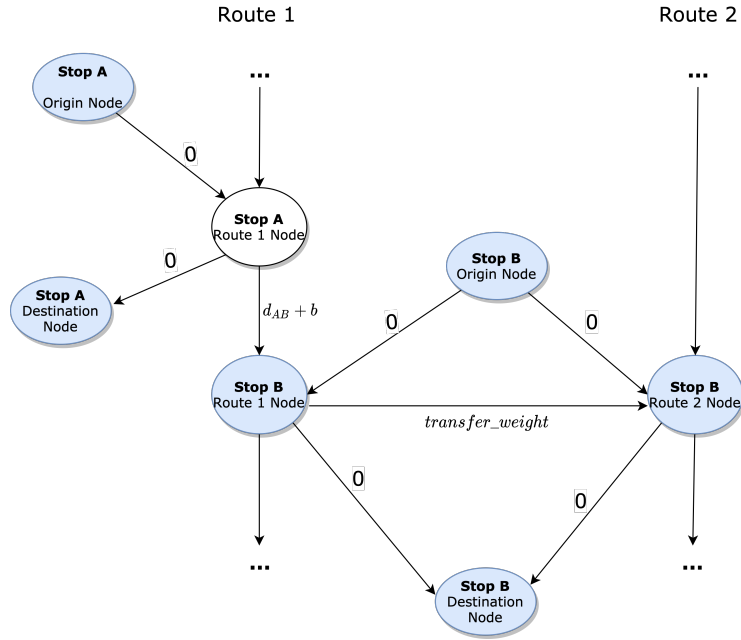 Route 1
Route 2
Stop A
Origin Node
...
...
0
Stop A
Route 1 Node
0
Stop B
Origin Node
Stop A
Destination
Node
d_{AB} + b
0
0
Stop B
Route 1 Node
Stop B
Route 2 Node
transfer_weight
0
0
...
...
Stop B
Destination
Node